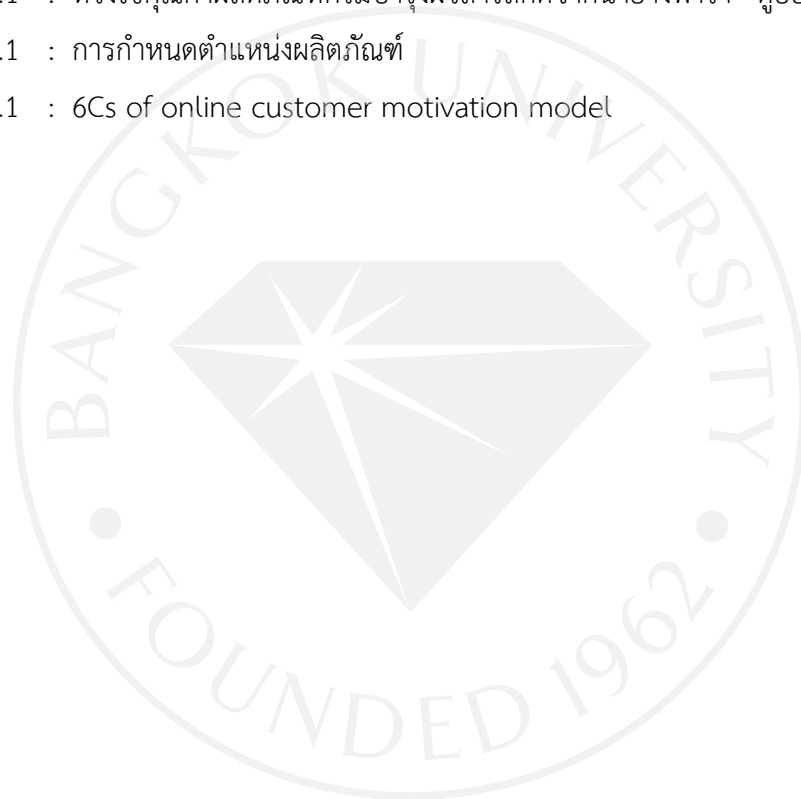 .1 : การกำหนดตำแหน่งผลิตภัณฑ์
.1 : 6Cs of online customer motivation model
BANGKOK UNIVERSITY
• FOUNDED 1962 •